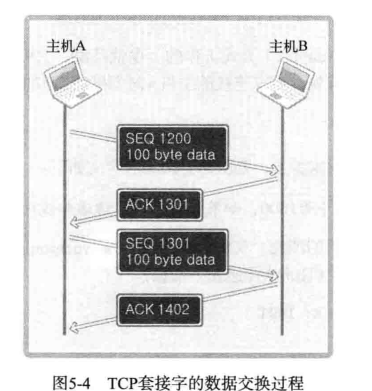 主机A
主机B
SEQ 1200
100 byte data
ACK 1301
SEQ 1301
100 byte data
ACK 1402
图5-4 TCP套接字的数据交换过程